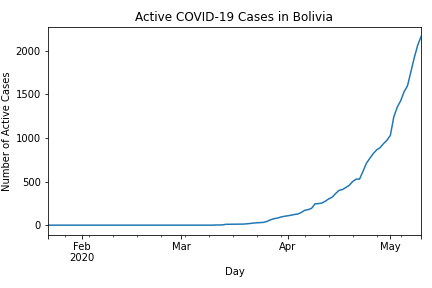 Active COVID-19 Cases in Bolivia
Number of Active Cases
2000
1500
1000
500
0
Feb
2020
Mar
Apr
May
Day